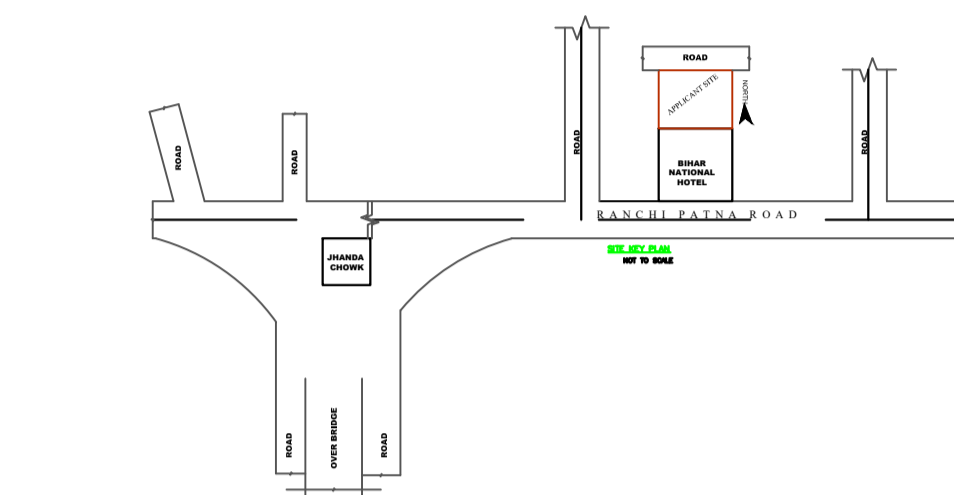 ROAD
APPLICANT SITE
NORTH
ROAD
ROAD
ROAD
ROAD
BIHAR
NATIONAL
HOTEL
RANCHI PATNA ROAD
SITE KEY PLAN
NOT TO SCALE
JHANDA
CHOWK
ROAD
OVER BRIDGE
ROAD